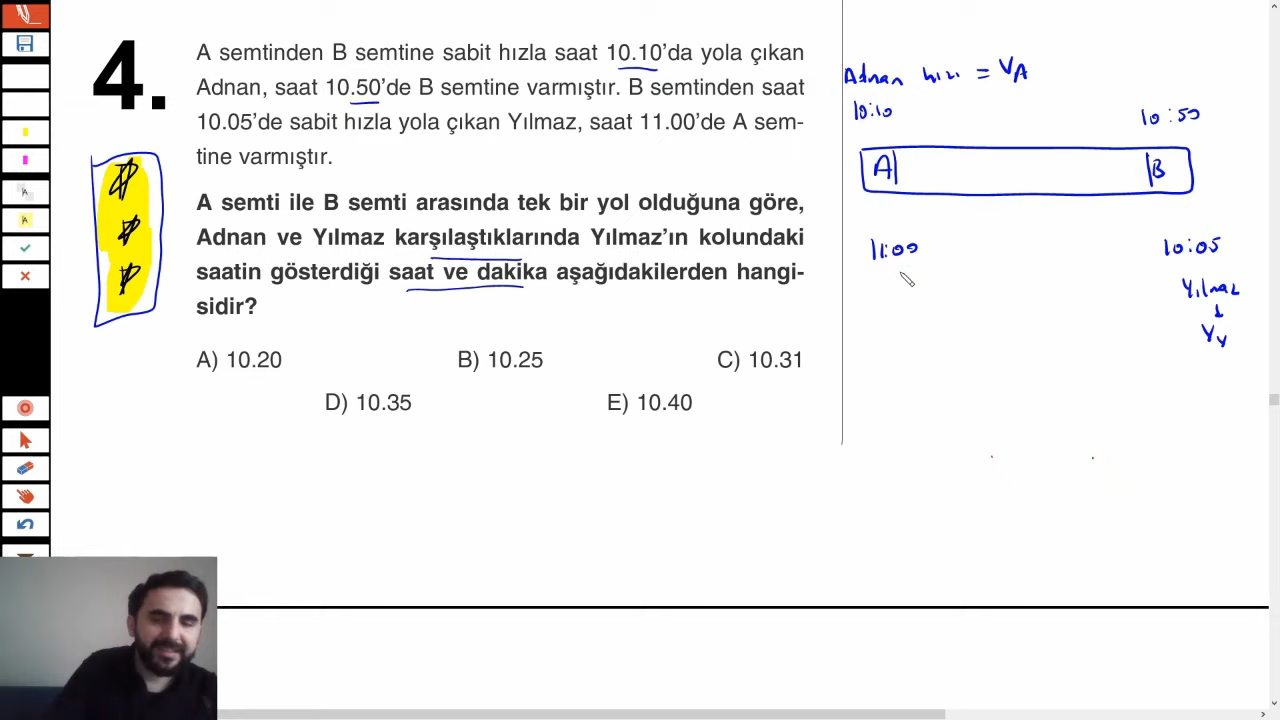 4.
A semtinden B semtine sabit hızla saat 10.10’da yola çıkan
Adnan, saat 10.50’de B semtine varmıştır. B semtinden saat
10.05’de sabit hızla yola çıkan Yılmaz, saat 11.00’de A sem-
tine varmıştır.
A semti ile B semti arasında tek bir yol olduğuna göre,
Adnan ve Yılmaz karşılaştıklarında Yılmaz’ın kolundaki
saatin gösterdiği saat ve dakika aşağıdakilerden hangi-
sidir?
A) 10.20 B) 10.25 C) 10.31
D) 10.35 E) 10.40
Adnan hızı = VA
10:10 10:50
A B
11:00 10:05
Yılmaz
Vy